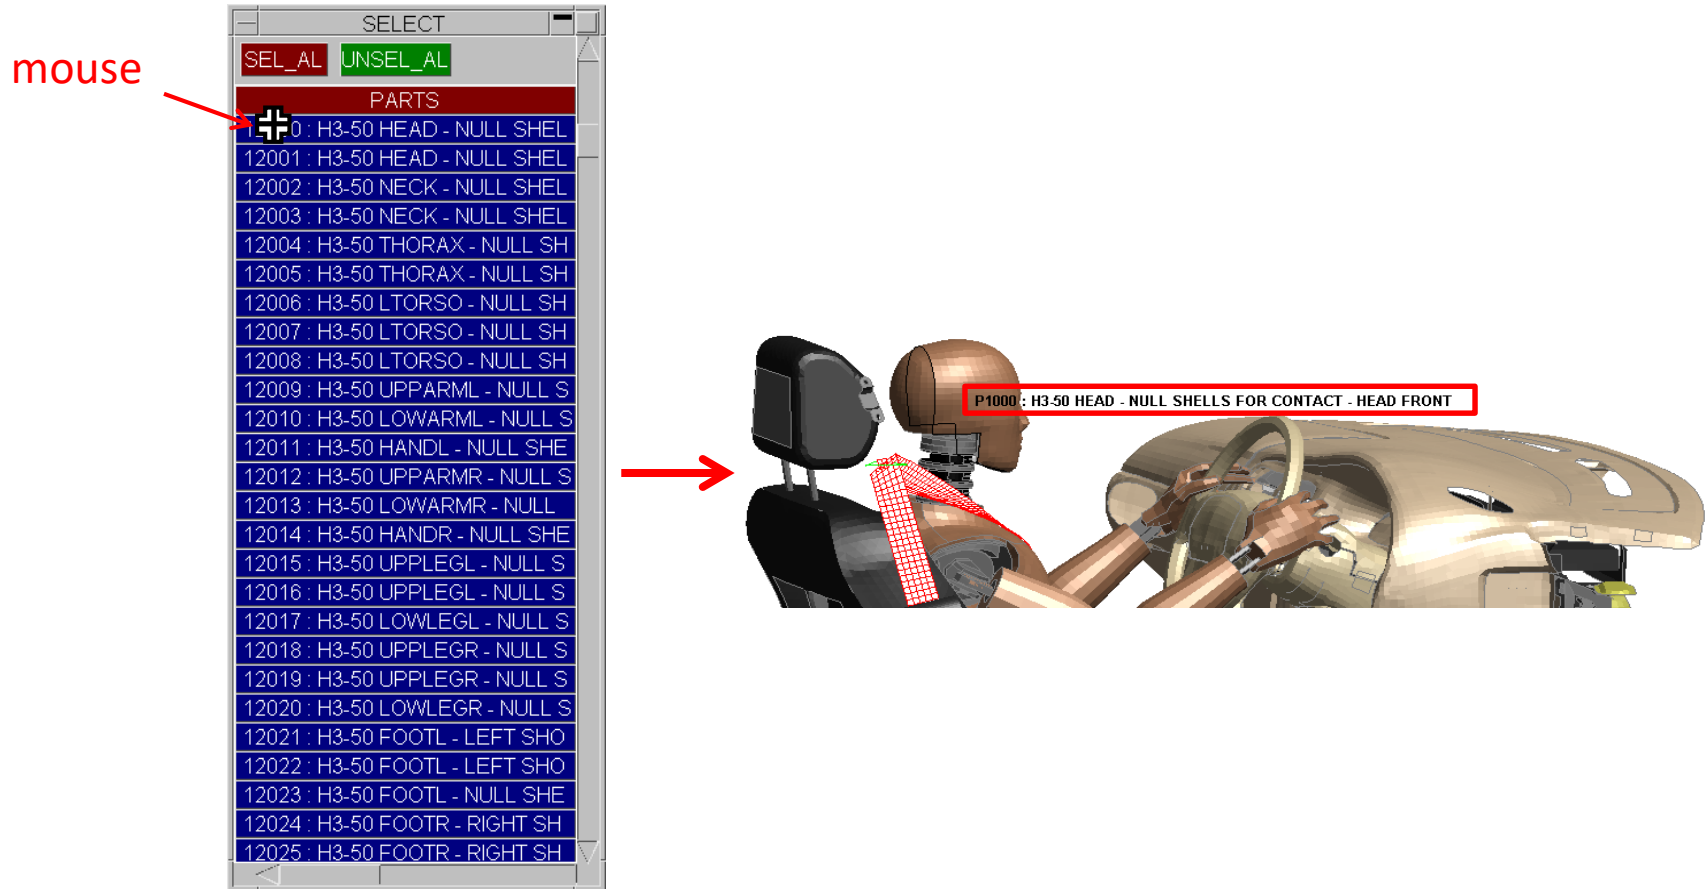 mouse
SELECT
SEL_AL UNSEL_AL
PARTS
0 : H3-50 HEAD - NULL SHEL
12001 : H3-50 HEAD - NULL SHEL
12002 : H3-50 NECK - NULL SHEL
12003 : H3-50 NECK - NULL SHEL
12004 : H3-50 THORAX - NULL SH
12005 : H3-50 THORAX - NULL SH
12006 : H3-50 LTORSO - NULL SH
12007 : H3-50 LTORSO - NULL SH
12008 : H3-50 LTORSO - NULL SH
12009 : H3-50 UPPARML - NULL S
12010 : H3-50 LOWARML - NULL S
12011 : H3-50 HANDL - NULL SHE
12012 : H3-50 UPPARMR - NULL S
12013 : H3-50 LOWARMR - NULL
12014 : H3-50 HANDR - NULL SHE
12015 : H3-50 UPPLEGL - NULL S
12016 : H3-50 UPPLEGL - NULL S
12017 : H3-50 LOWLEGL - NULL S
12018 : H3-50 UPPLEGR - NULL S
12019 : H3-50 UPPLEGR - NULL S
12020 : H3-50 LOWLEGR - NULL S
12021 : H3-50 FOOTL - LEFT SHO
12022 : H3-50 FOOTL - LEFT SHO
12023 : H3-50 FOOTL - NULL SHE
12024 : H3-50 FOOTR - RIGHT SH
12025 : H3-50 FOOTR - RIGHT SH
P1000 : H3-50 HEAD - NULL SHELLS FOR CONTACT - HEAD FRONT